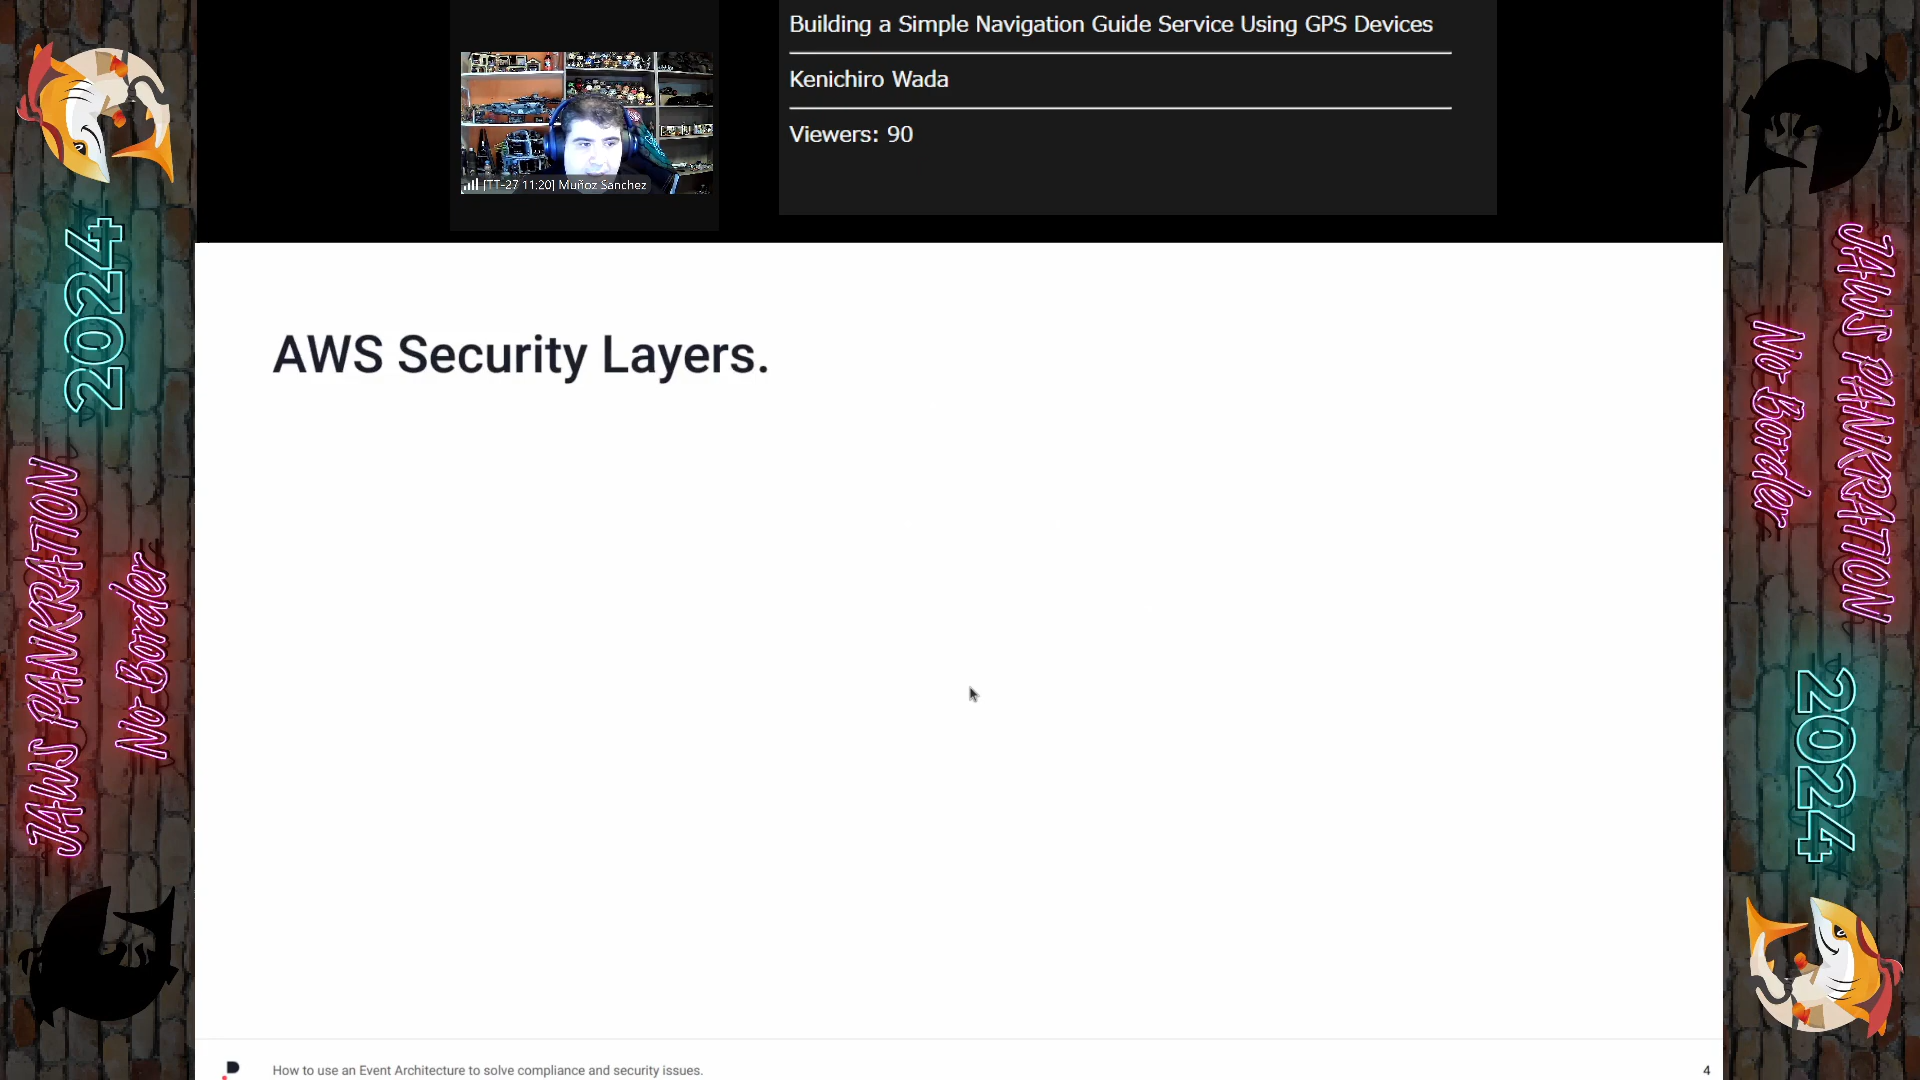 Building a Simple Navigation Guide Service Using GPS Devices
Kenichiro Wada
Viewers: 90
[TT-27 11:20] Muñoz Sanchez
2024
JAWS PANKRATION
No Border
AWS Security Layers.
JAWS PANKRATION
No Border
2024
How to use an Event Architecture to solve compliance and security issues.
4